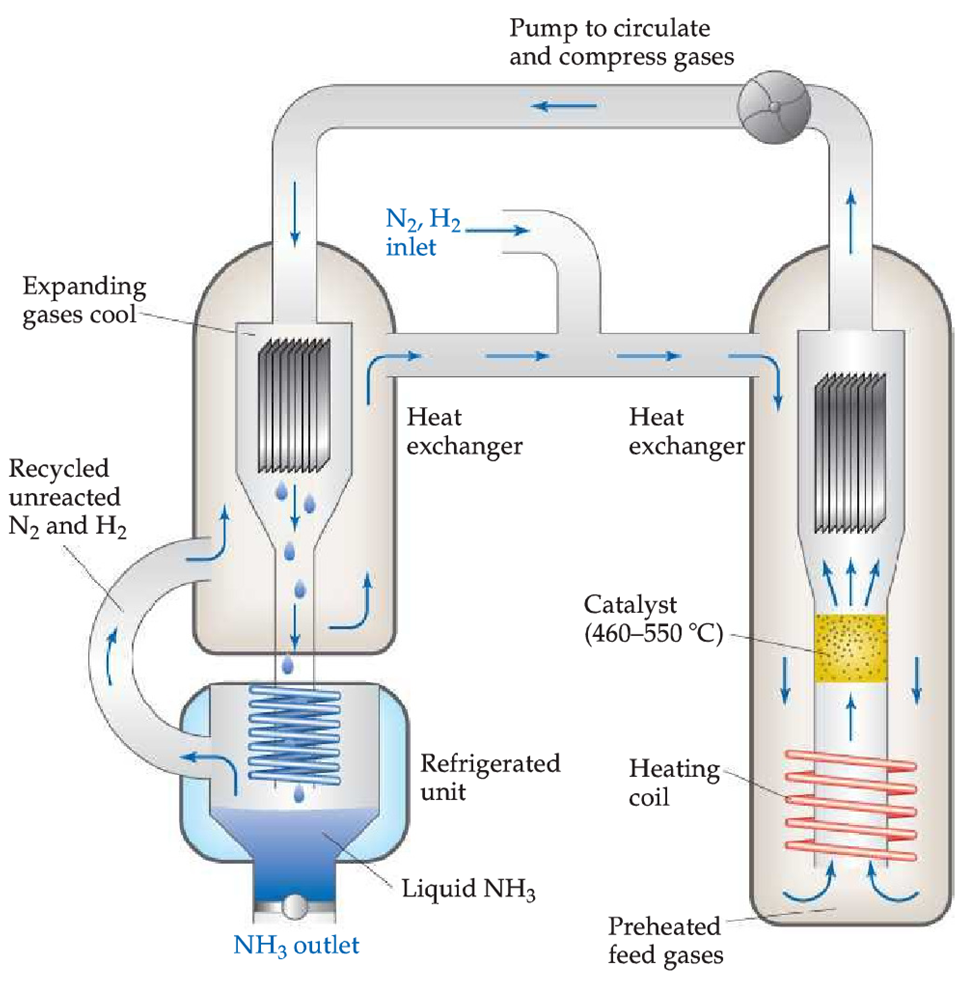 Pump to circulate
and compress gases
N₂, H₂
inlet
Expanding
gases cool
Heat
exchanger
Heat
exchanger
Recycled
unreacted
N₂ and H₂
Catalyst
(460–550 °C)
Refrigerated
unit
Heating
coil
Liquid NH₃
Preheated
feed gases
NH₃ outlet